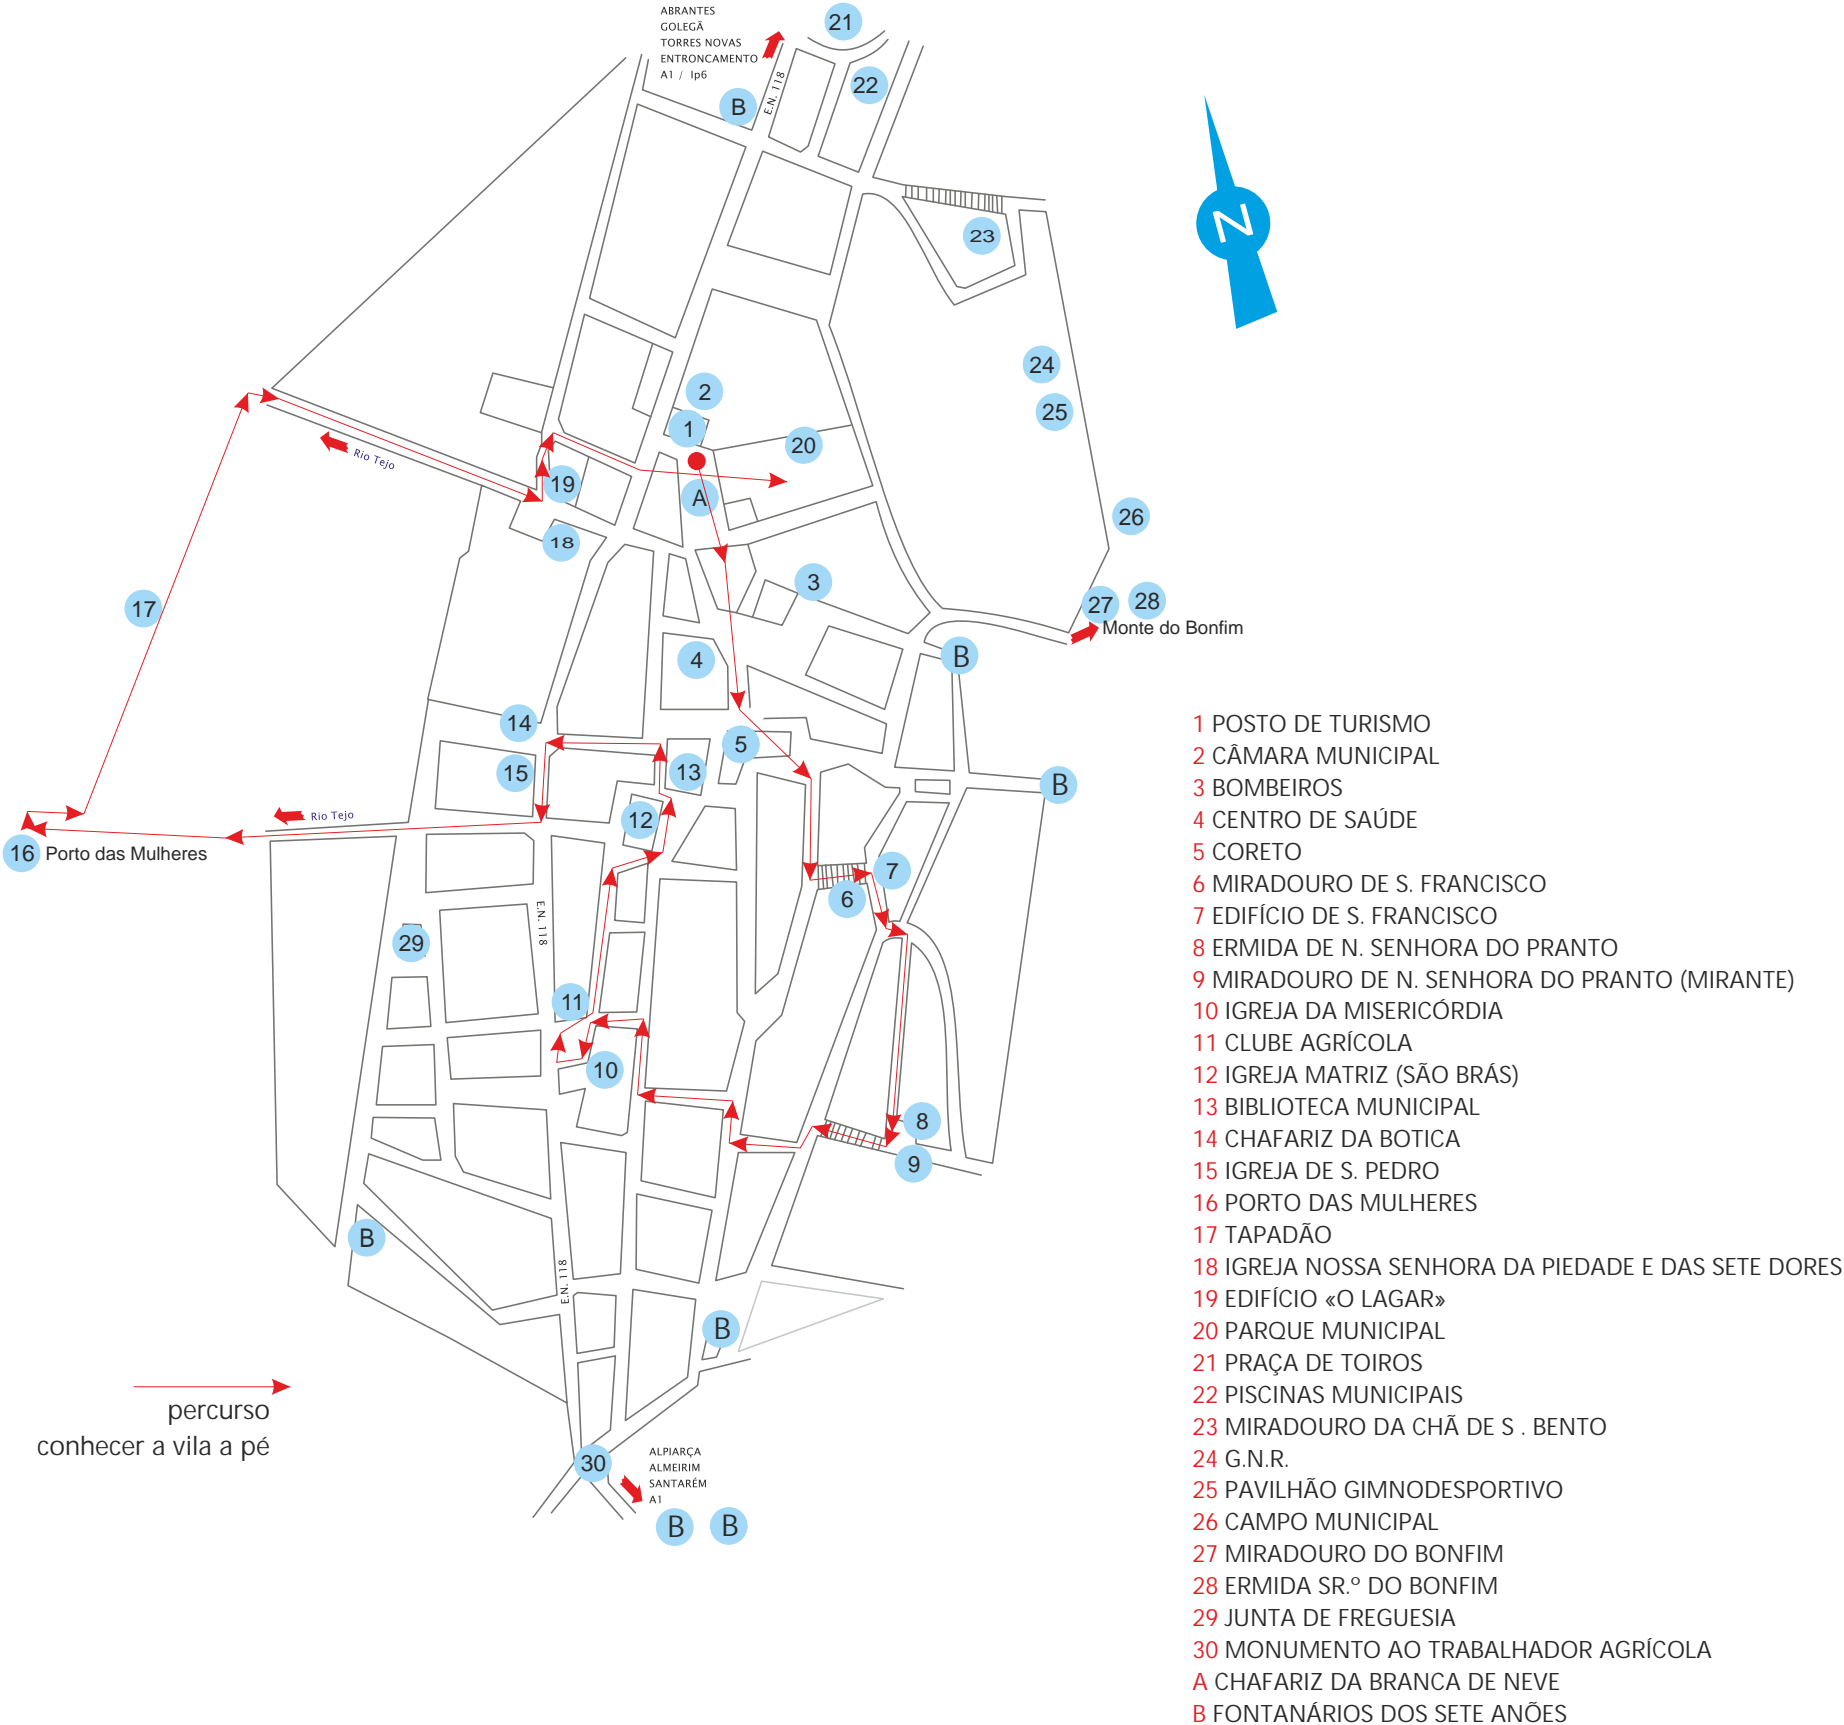 ABRANTES
GOLEGÃ
TORRES NOVAS
ENTRONCAMENTO
A1 / Ip6
21
22
B
E.N. 118
23
N
24
25
2
1
20
A
Rio Tejo
19
18
26
3
17
27
28
Monte do Bonfim
4
B
14
5
15
13
B
12
Rio Tejo
16 Porto das Mulheres
7
6
E.N. 118
29
11
10
8
9
B
E.N. 118
B
percurso
conhecer a vila a pé
30
ALPIARÇA
ALMEIRIM
SANTARÉM
A1
B
B
1 POSTO DE TURISMO
2 CÂMARA MUNICIPAL
3 BOMBEIROS
4 CENTRO DE SAÚDE
5 CORETO
6 MIRADOURO DE S. FRANCISCO
7 EDIFÍCIO DE S. FRANCISCO
8 ERMIDA DE N. SENHORA DO PRANTO
9 MIRADOURO DE N. SENHORA DO PRANTO (MIRANTE)
10 IGREJA DA MISERICÓRDIA
11 CLUBE AGRÍCOLA
12 IGREJA MATRIZ (SÃO BRÁS)
13 BIBLIOTECA MUNICIPAL
14 CHAFARIZ DA BOTICA
15 IGREJA DE S. PEDRO
16 PORTO DAS MULHERES
17 TAPADÃO
18 IGREJA NOSSA SENHORA DA PIEDADE E DAS SETE DORES
19 EDIFÍCIO «O LAGAR»
20 PARQUE MUNICIPAL
21 PRAÇA DE TOIROS
22 PISCINAS MUNICIPAIS
23 MIRADOURO DA CHÃ DE S . BENTO
24 G.N.R.
25 PAVILHÃO GIMNODESPORTIVO
26 CAMPO MUNICIPAL
27 MIRADOURO DO BONFIM
28 ERMIDA SR.º DO BONFIM
29 JUNTA DE FREGUESIA
30 MONUMENTO AO TRABALHADOR AGRÍCOLA
A CHAFARIZ DA BRANCA DE NEVE
B FONTANÁRIOS DOS SETE ANÕES